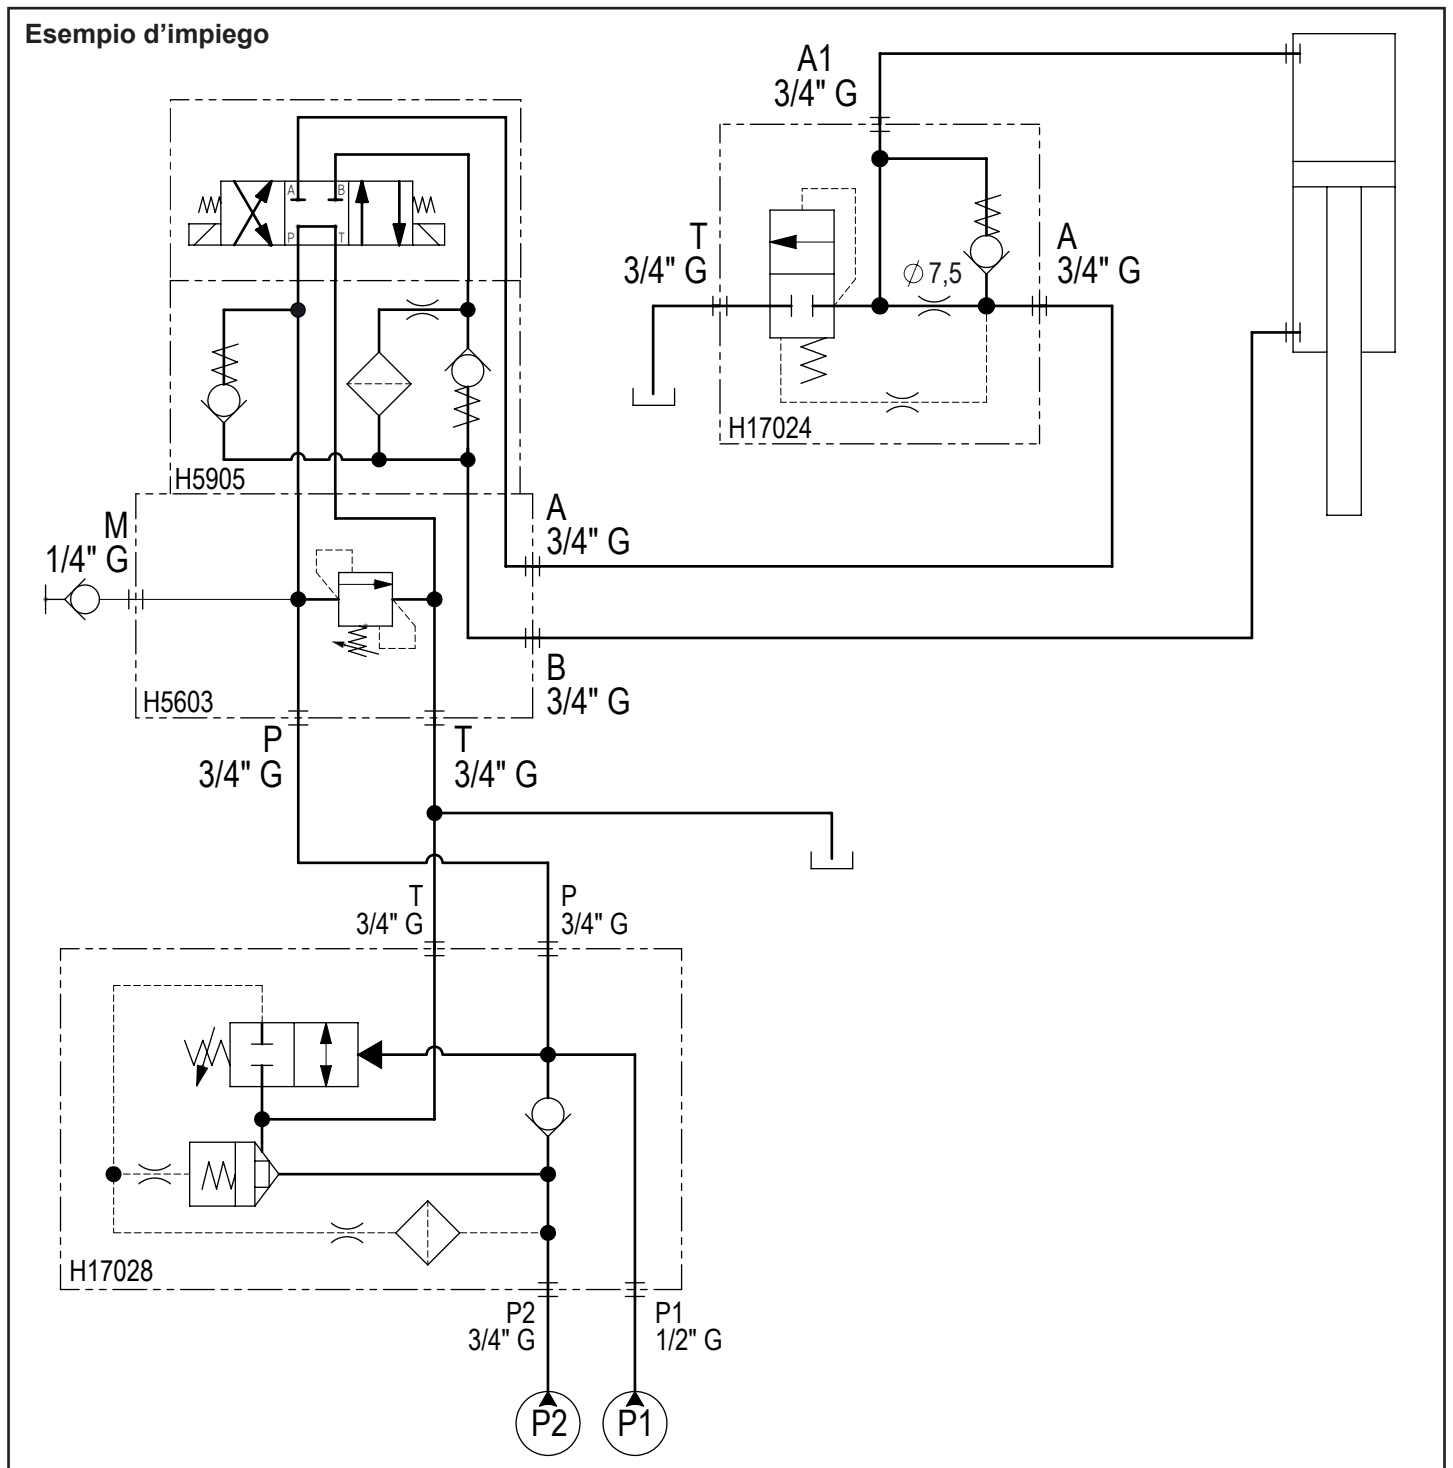 Esempio d’impiego
A1
3/4" G
A B
P T
T
3/4" G
Ø 7,5
A
3/4" G
H17024
H5905
M
1/4" G
A
3/4" G
B
3/4" G
H5603
P
3/4" G
T
3/4" G
T
3/4" G
P
3/4" G
H17028
P2
3/4" G
P1
1/2" G
P2
P1